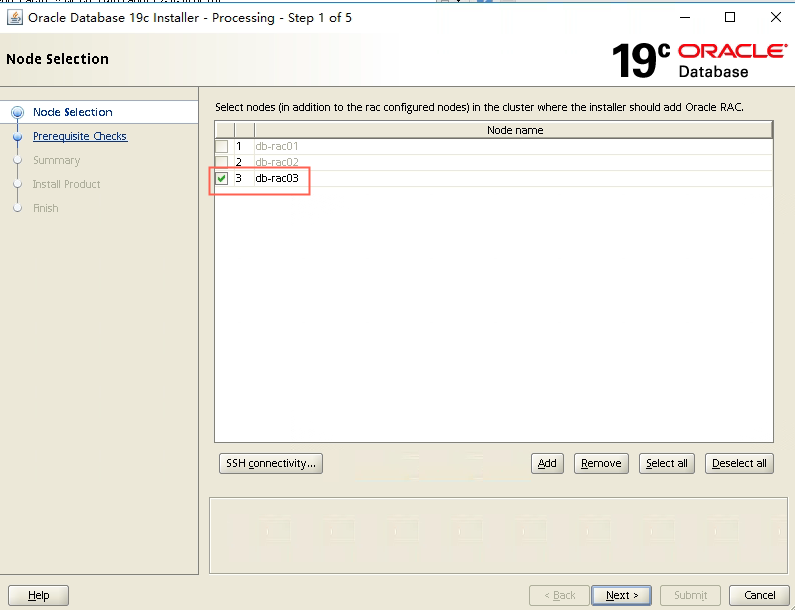 Oracle Database 19c Installer - Processing - Step 1 of 5
Node Selection
19c ORACLE
Database
Node Selection
Prerequisite Checks
Summary
Install Product
Finish
Select nodes (in addition to the rac configured nodes) in the cluster where the installer should add Oracle RAC.
Node name
1 db-rac01
2 db-rac02
3 db-rac03
SSH connectivity...
Add
Remove
Select all
Deselect all
Help
< Back
Next >
Submit
Cancel